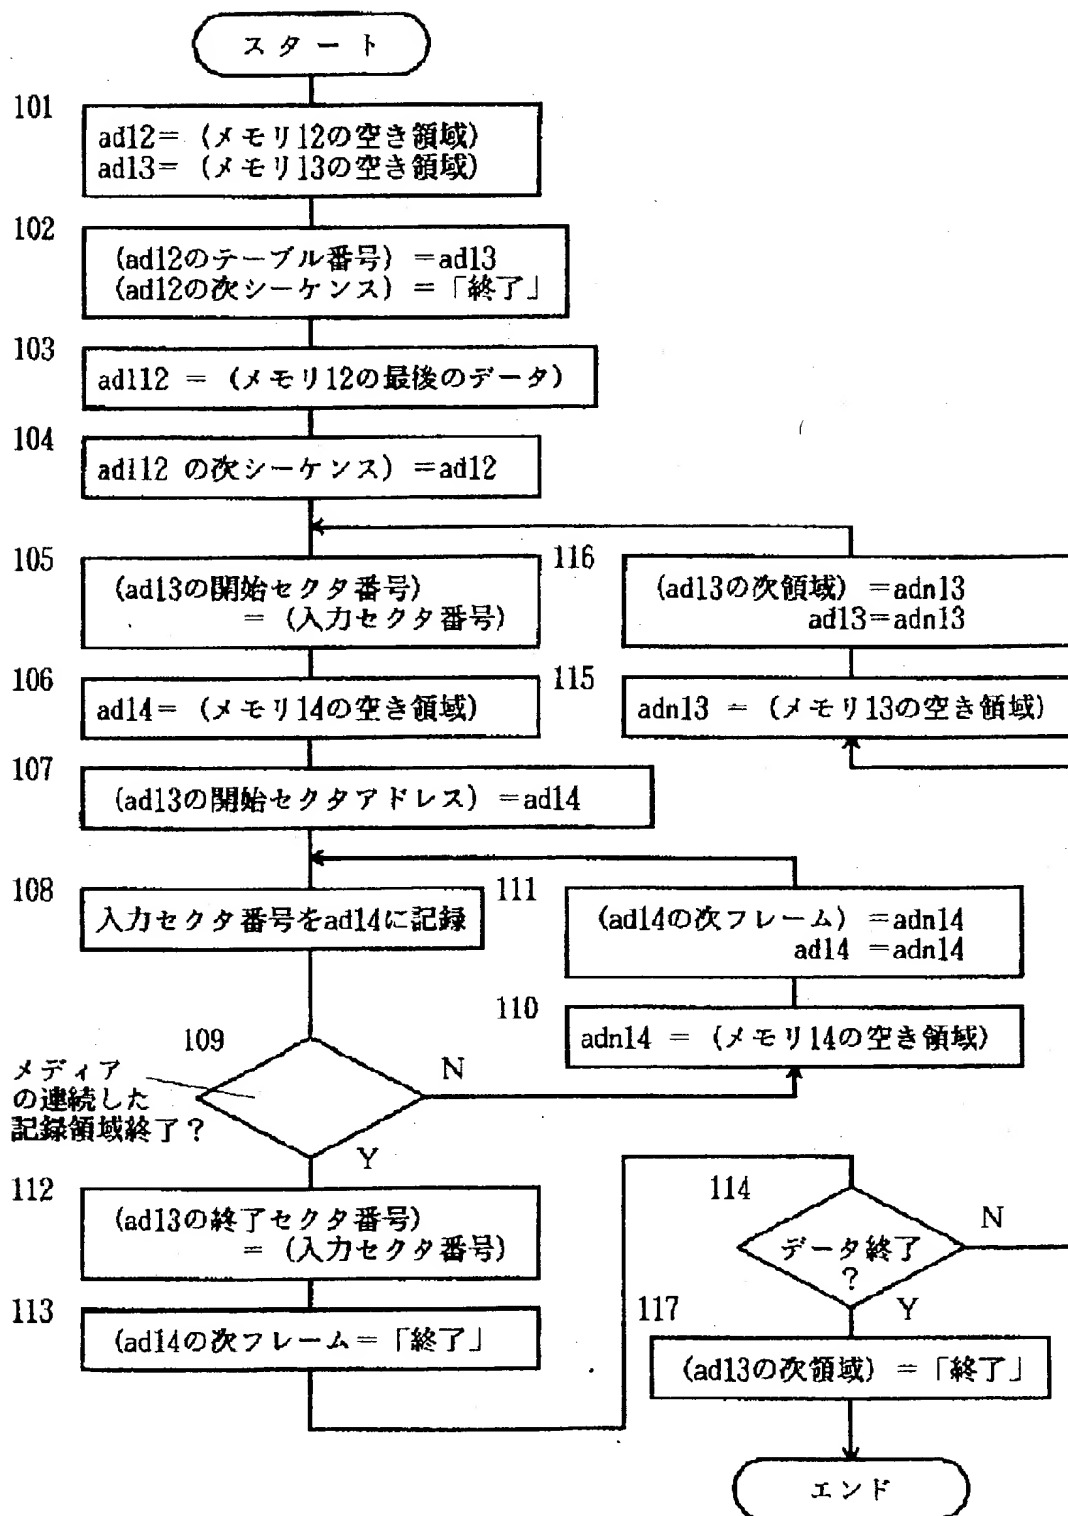 スタート
101
ad12=(メモリ12の空き領域)
ad13=(メモリ13の空き領域)
102
(ad12のテーブル番号)=ad13
(ad12の次シーケンス)=「終了」
103
ad112 =(メモリ12の最後のデータ)
104
ad112 の次シーケンス)=ad12
105
(ad13の開始セクタ番号)
=(入力セクタ番号)
106
ad14=(メモリ14の空き領域)
107
(ad13の開始セクタアドレス)=ad14
108
入力セクタ番号をad14に記録
109
メディア
の連続した
記録領域終了?
N
Y
110
adn14 =(メモリ14の空き領域)
111
(ad14の次フレーム)=adn14
ad14 =adn14
112
(ad13の終了セクタ番号)
=(入力セクタ番号)
113
(ad14の次フレーム=「終了」
114
データ終了
?
N
Y
115
adn13 =(メモリ13の空き領域)
116
(ad13の次領域)=adn13
ad13=adn13
117
(ad13の次領域)=「終了」
エンド